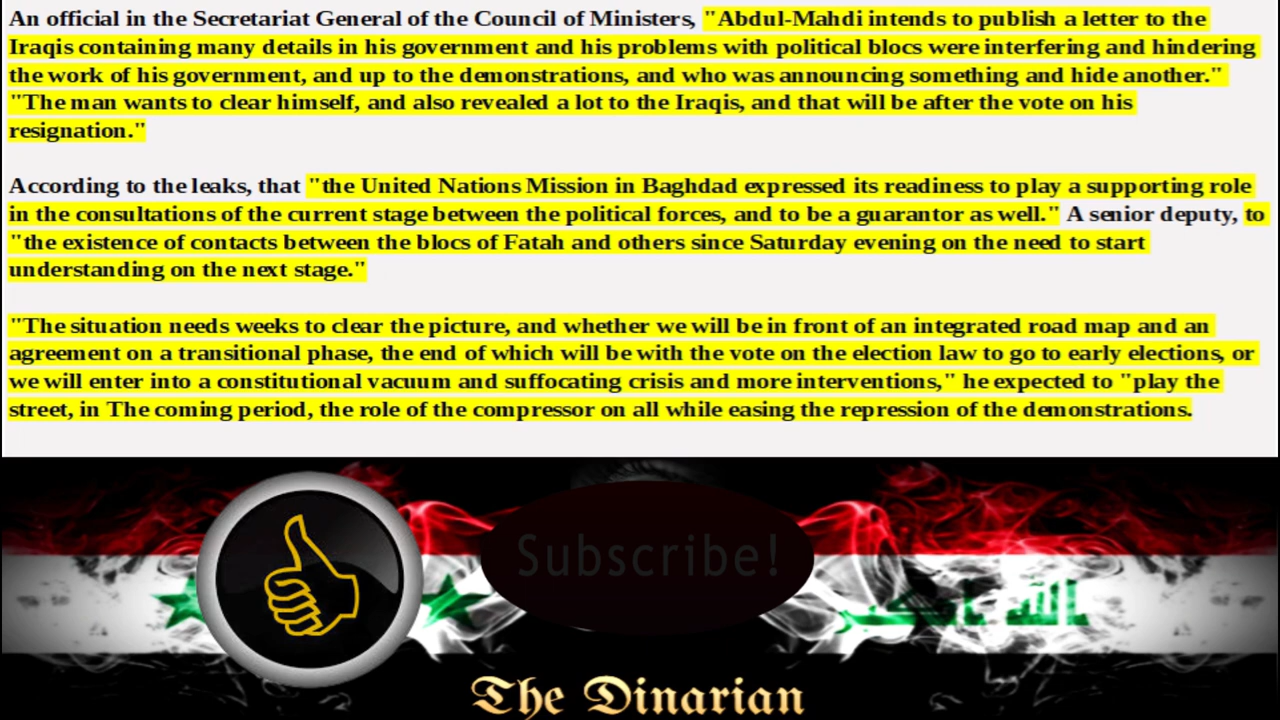 An official in the Secretariat General of the Council of Ministers, "Abdul-Mahdi intends to publish a letter to the
Iraqis containing many details in his government and his problems with political blocs were interfering and hindering
the work of his government, and up to the demonstrations, and who was announcing something and hide another."
"The man wants to clear himself, and also revealed a lot to the Iraqis, and that will be after the vote on his
resignation."
According to the leaks, that "the United Nations Mission in Baghdad expressed its readiness to play a supporting role
in the consultations of the current stage between the political forces, and to be a guarantor as well." A senior deputy, to
"the existence of contacts between the blocs of Fatah and others since Saturday evening on the need to start
understanding on the next stage."
"The situation needs weeks to clear the picture, and whether we will be in front of an integrated road map and an
agreement on a transitional phase, the end of which will be with the vote on the election law to go to early elections, or
we will enter into a constitutional vacuum and suffocating crisis and more interventions," he expected to "play the
street, in The coming period, the role of the compressor on all while easing the repression of the demonstrations.
Subscribe!
الله اكبر
The Dinarian